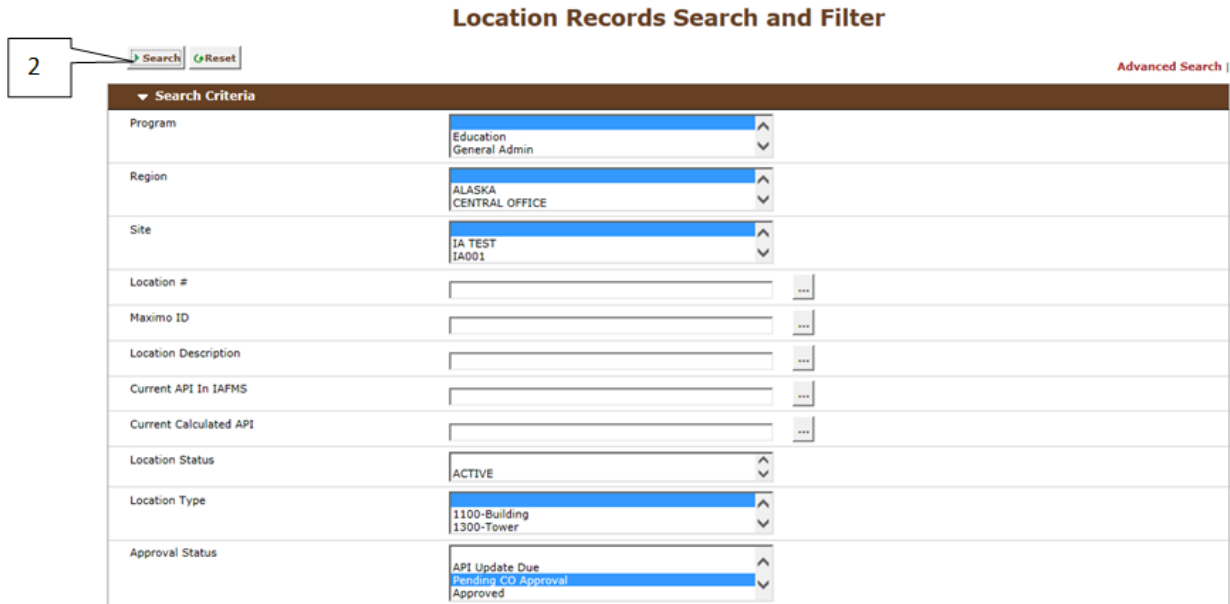 Location Records Search and Filter
2
Search Reset
Advanced Search |
Search Criteria
Program
Education
General Admin
Region
ALASKA
CENTRAL OFFICE
Site
IA TEST
IA001
Location #
...
Maximo ID
...
Location Description
...
Current API In IAFMS
...
Current Calculated API
...
Location Status
ACTIVE
Location Type
1100-Building
1300-Tower
Approval Status
API Update Due
Pending CO Approval
Approved